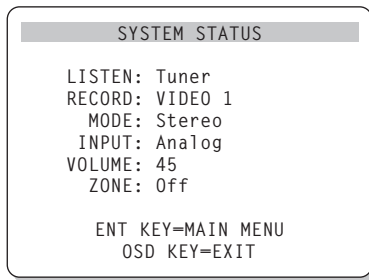 SYSTEM STATUS
LISTEN: Tuner
RECORD: VIDEO 1
MODE: Stereo
INPUT: Analog
VOLUME: 45
ZONE: Off
ENT KEY=MAIN MENU
OSD KEY=EXIT